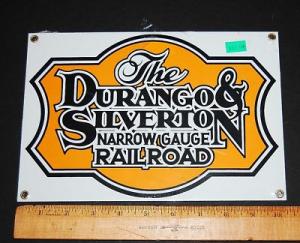 The
DURANGO &
SILVERTON
NARROW GAUGE
RAILROAD